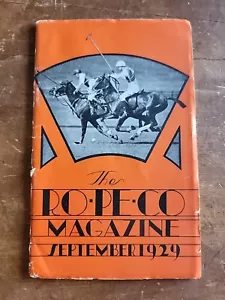 The
RO·PE·CO
MAGAZINE
SEPTEMBER 1929